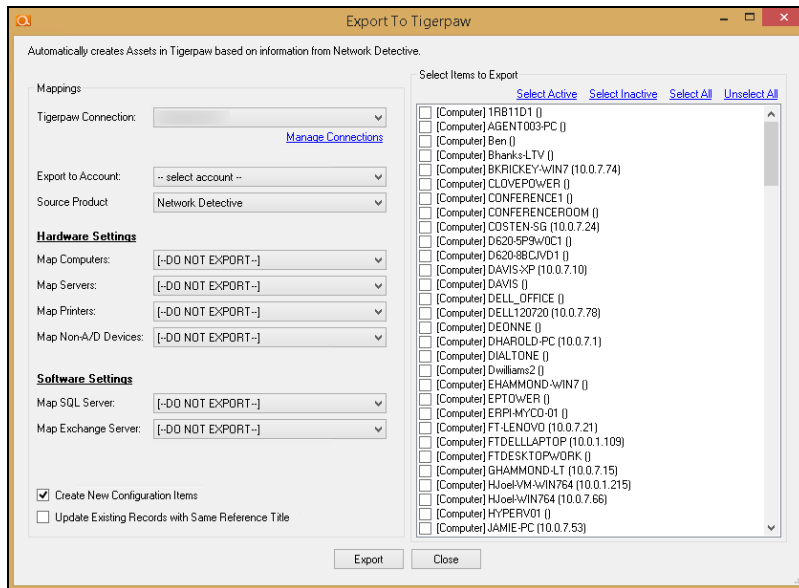 Export To Tigerpaw
Automatically creates Assets in Tigerpaw based on information from Network Detective.
Mappings
Tigerpaw Connection:
Manage Connections
Export to Account: -- select account --
Source Product Network Detective
Hardware Settings
Map Computers: [--DO NOT EXPORT--]
Map Servers: [--DO NOT EXPORT--]
Map Printers: [--DO NOT EXPORT--]
Map Non-A/D Devices: [--DO NOT EXPORT--]
Software Settings
Map SQL Server: [--DO NOT EXPORT--]
Map Exchange Server: [--DO NOT EXPORT--]
Create New Configuration Items
Update Existing Records with Same Reference Title
Select Items to Export
Select Active Select Inactive Select All Unselect All
[Computer] 1RB11D1 ()
[Computer] AGENT003-PC ()
[Computer] Ben ()
[Computer] Bhanks-LTV ()
[Computer] BKRICKEY-WIN7 (10.0.7.74)
[Computer] CLOVEPOWER ()
[Computer] CONFERENCE1 ()
[Computer] CONFERENCEROOM ()
[Computer] COSTEN-SG (10.0.7.24)
[Computer] D620-5P9W0C1 ()
[Computer] D620-8BCJVD1 ()
[Computer] DAVIS-XP (10.0.7.10)
[Computer] DAVIS ()
[Computer] DELL_OFFICE ()
[Computer] DELL120720 (10.0.7.78)
[Computer] DEONNE ()
[Computer] DHAROLD-PC (10.0.7.1)
[Computer] DIALTONE ()
[Computer] Dwilliams2 ()
[Computer] EHAMMOND-WIN7 ()
[Computer] EPTOWER ()
[Computer] ERPI-MYCO-01 ()
[Computer] FT-LENOVO (10.0.7.21)
[Computer] FTDELLLAPTOP (10.0.1.109)
[Computer] FTDESKTOPWORK ()
[Computer] GHAMMOND-LT (10.0.7.15)
[Computer] HJoel-VM-WIN764 (10.0.1.215)
[Computer] HJoel-WIN764 (10.0.7.66)
[Computer] HYPERV01 ()
[Computer] JAMIE-PC (10.0.7.53)
Export Close